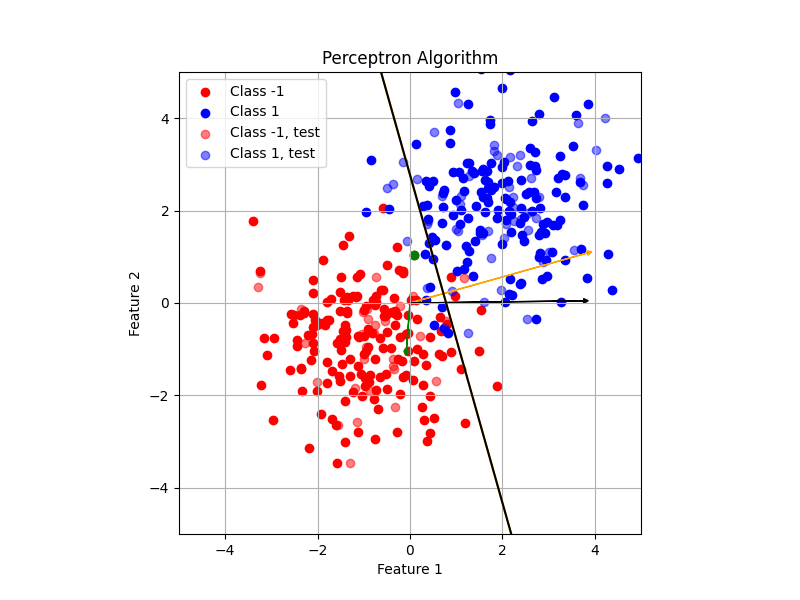 Perceptron Algorithm
Class -1
Class 1
Class -1, test
Class 1, test
4
2
0
−2
−4
Feature 2
−4
−2
0
2
4
Feature 1